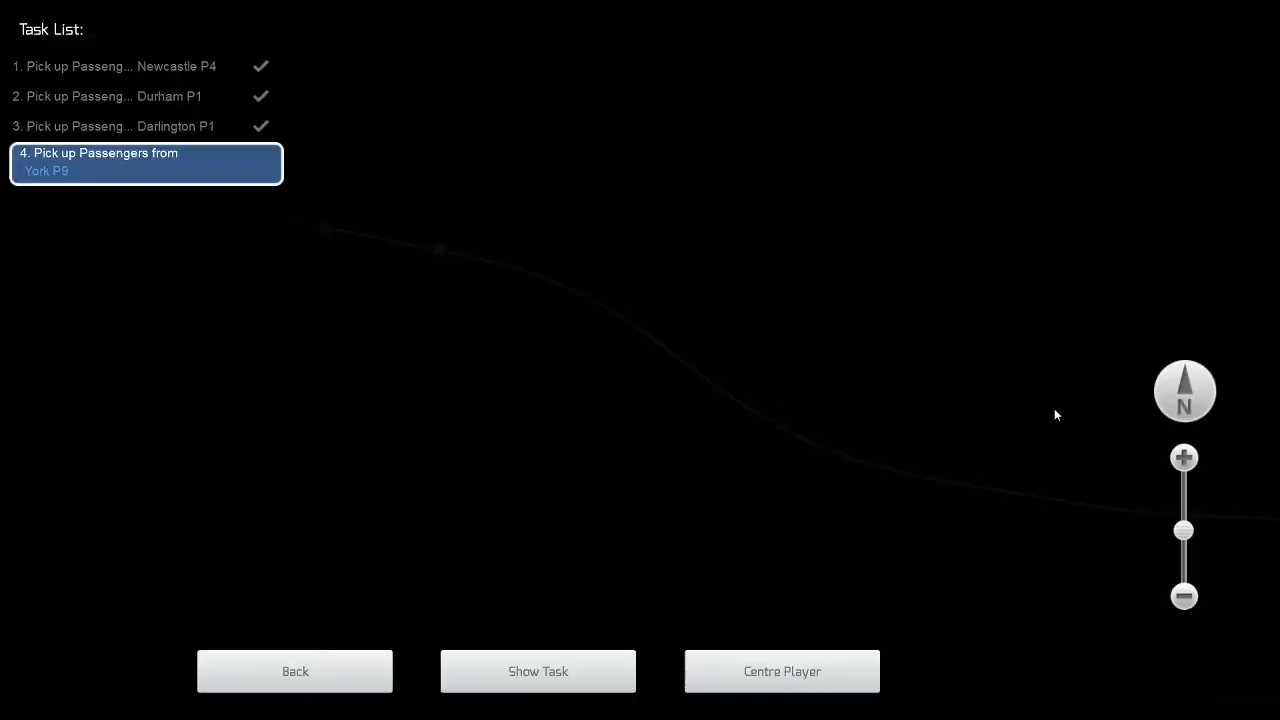 Task List:
1. Pick up Passeng... Newcastle P4
2. Pick up Passeng... Durham P1
3. Pick up Passeng... Darlington P1
4. Pick up Passengers from
York P9
N
Back
Show Task
Centre Player